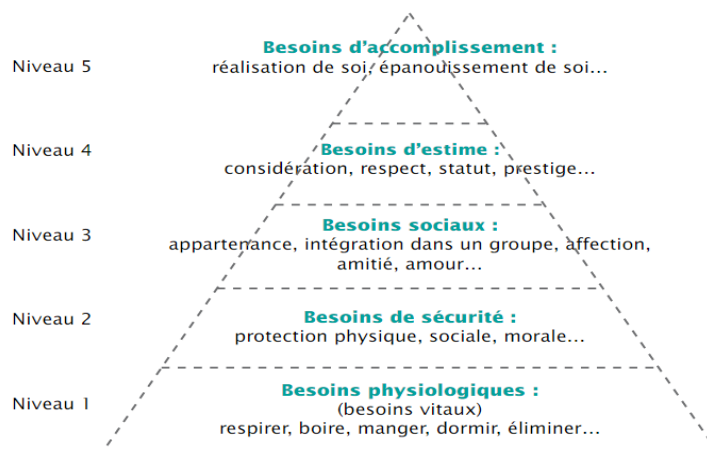 Besoins d'accomplissement :
Niveau 5
réalisation de soi, épanouissement de soi…
Niveau 4
Besoins d'estime :
considération, respect, statut, prestige…
Besoins sociaux :
Niveau 3
appartenance, intégration dans un groupe, affection,
amitié, amour…
Niveau 2
Besoins de sécurité :
protection physique, sociale, morale…
Besoins physiologiques :
Niveau 1
(besoins vitaux)
respirer, boire, manger, dormir, éliminer…